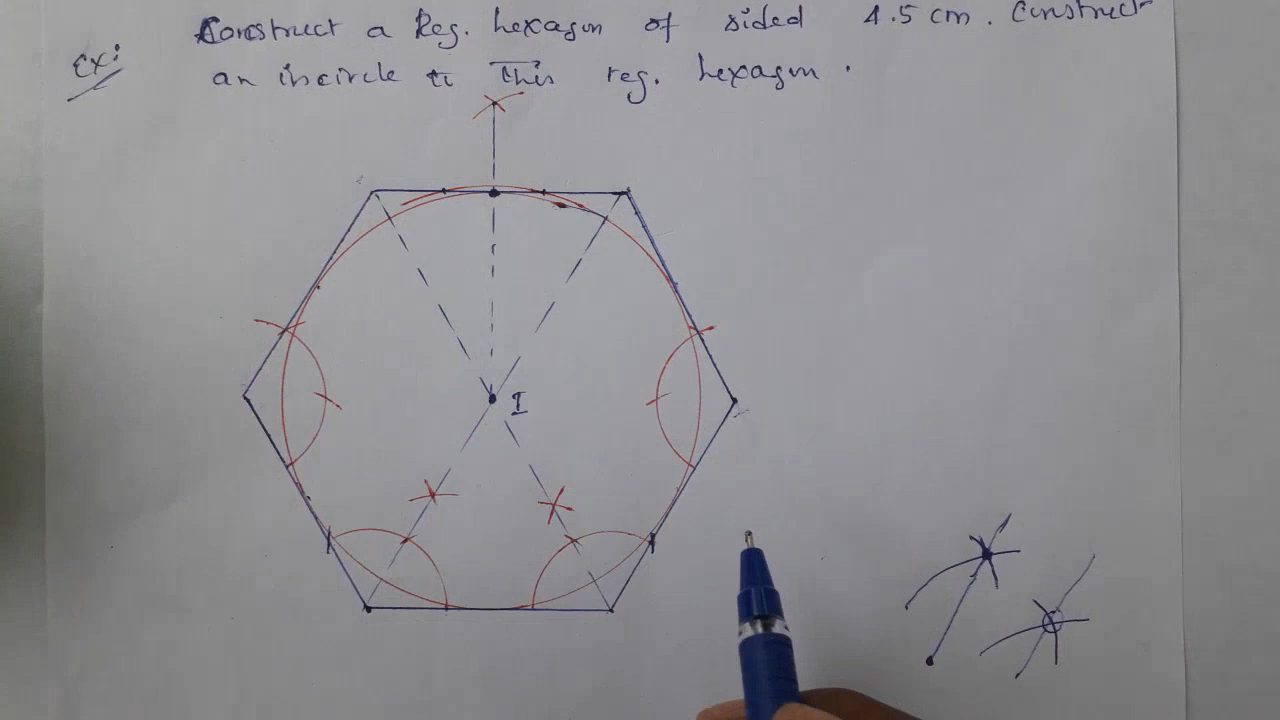 Construct a Reg. hexagon of sided 4.5 cm. Construct
Ex:
an incircle to This reg. hexagon.
I